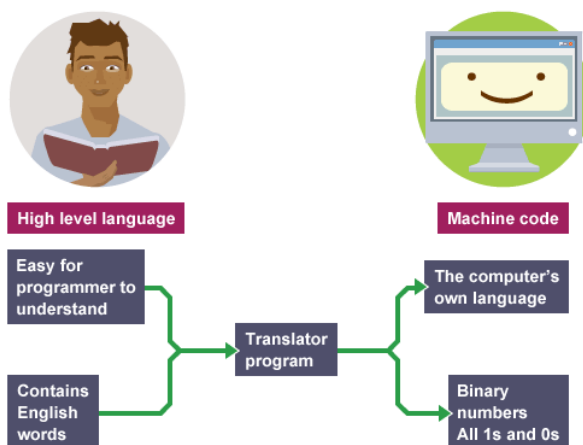 High level language
Machine code
Easy for
programmer to
understand
The computer's
own language
Translator
program
Contains
English
words
Binary
numbers
All 1s and 0s